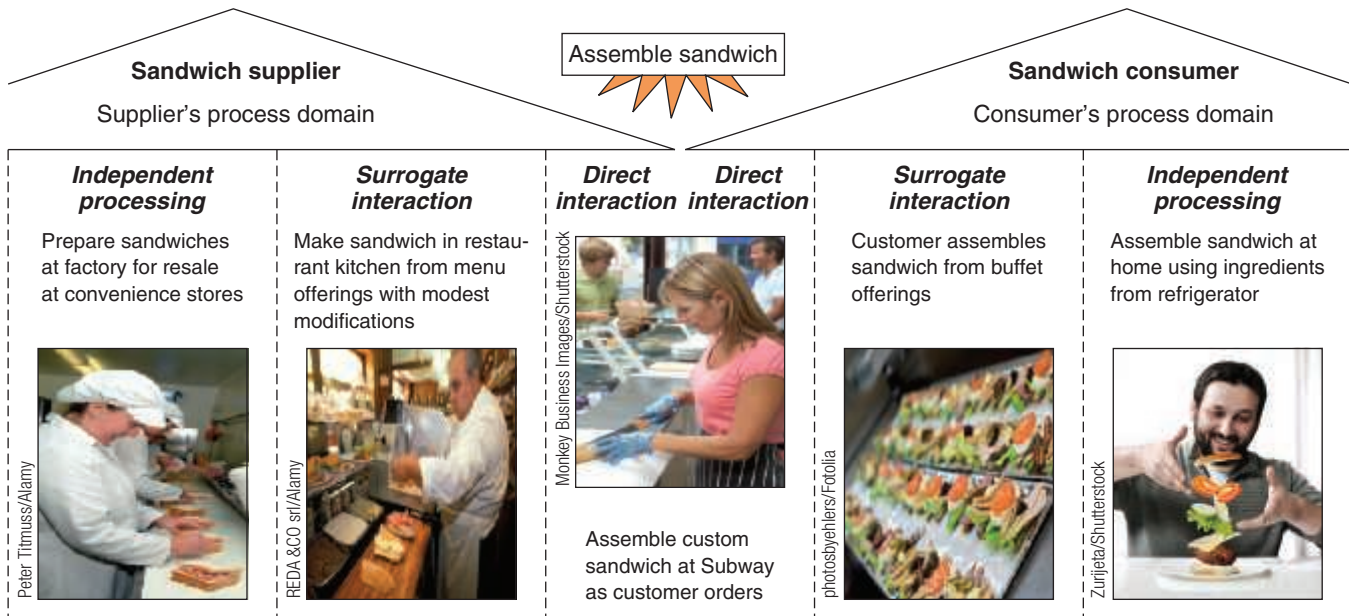 Assemble sandwich
Sandwich supplier
Supplier's process domain
Sandwich consumer
Consumer's process domain
Independent
processing
Prepare sandwiches
at factory for resale
at convenience stores
Peter Titmuss/Alamy
Surrogate
interaction
Make sandwich in restau-
rant kitchen from menu
offerings with modest
modifications
REDA &CO srl/Alamy
Direct
interaction
Direct
interaction
Monkey Business Images/Shutterstock
Assemble custom
sandwich at Subway
as customer orders
Surrogate
interaction
Customer assembles
sandwich from buffet
offerings
photosbyehlers/Fotolia
Independent
processing
Assemble sandwich at
home using ingredients
from refrigerator
Zurijeta/Shutterstock